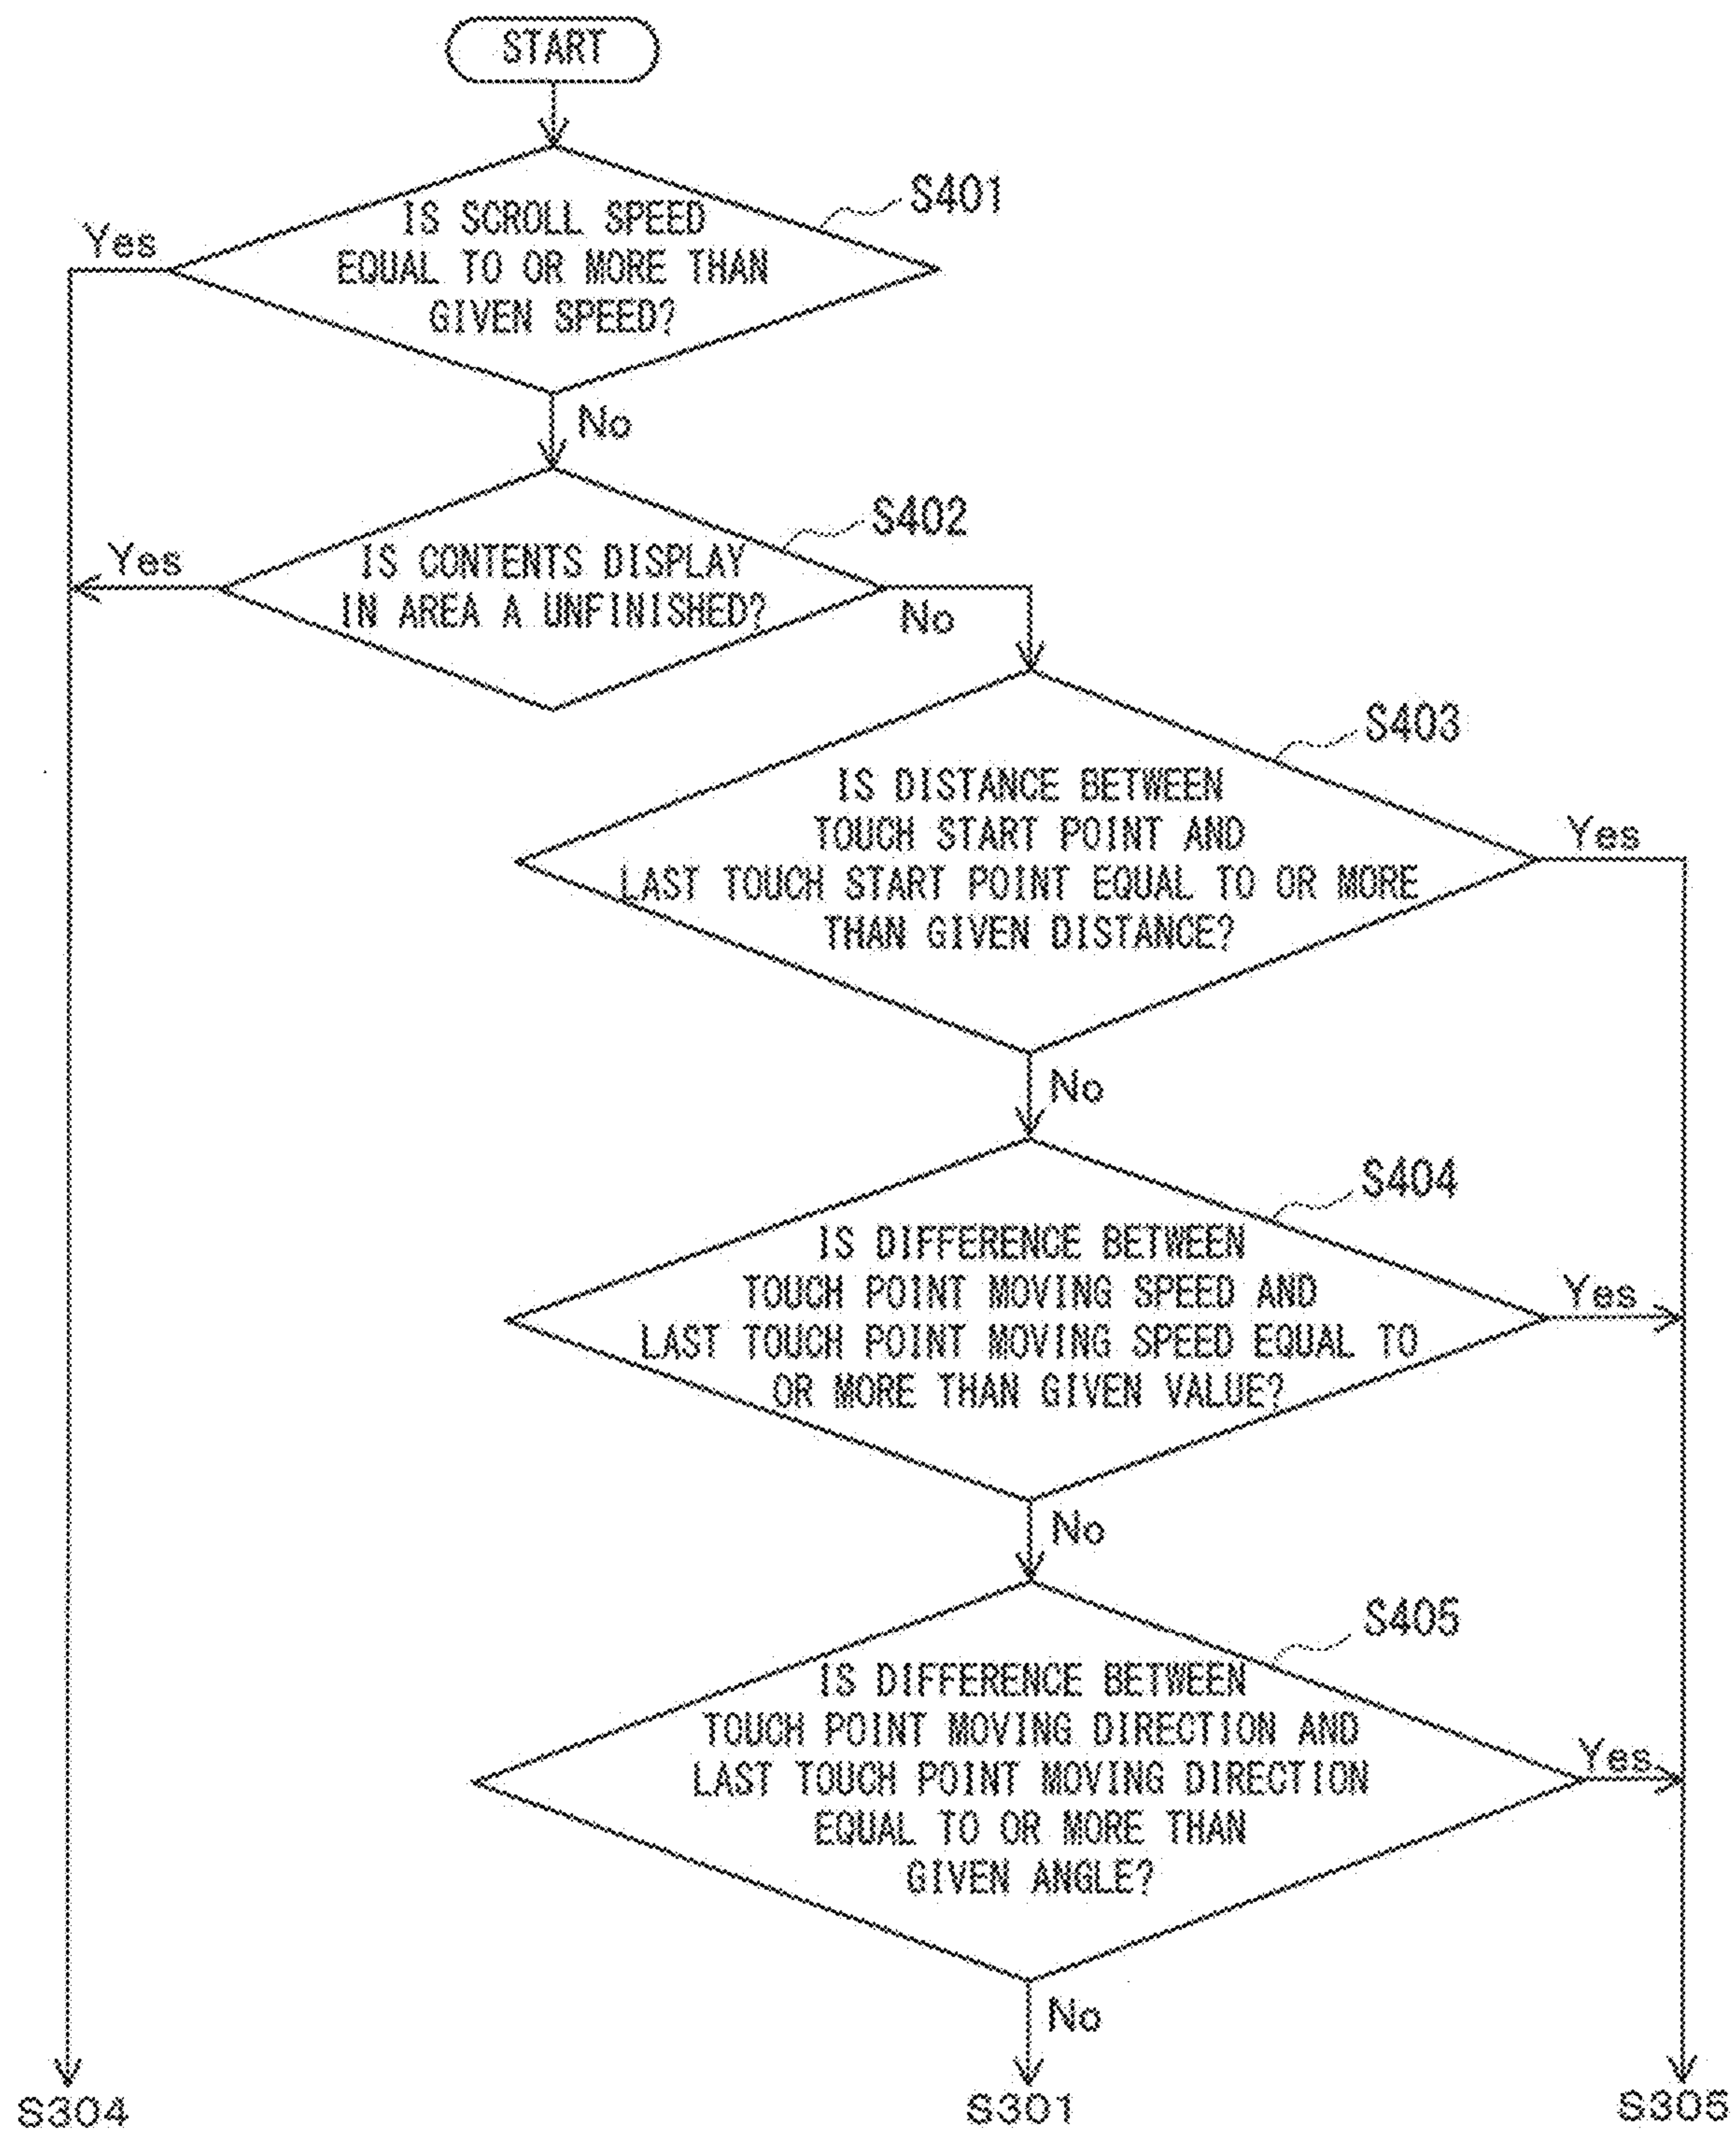 START
S401
IS SCROLL SPEED
EQUAL TO OR MORE THAN
GIVEN SPEED?
Yes
No
S402
IS CONTENTS DISPLAY
IN AREA A UNFINISHED?
Yes
No
S403
IS DISTANCE BETWEEN
TOUCH START POINT AND
LAST TOUCH START POINT EQUAL TO OR MORE
THAN GIVEN DISTANCE?
Yes
No
S404
IS DIFFERENCE BETWEEN
TOUCH POINT MOVING SPEED AND
LAST TOUCH POINT MOVING SPEED EQUAL TO
OR MORE THAN GIVEN VALUE?
Yes
No
S405
IS DIFFERENCE BETWEEN
TOUCH POINT MOVING DIRECTION AND
LAST TOUCH POINT MOVING DIRECTION
EQUAL TO OR MORE THAN
GIVEN ANGLE?
Yes
No
S304
S301
S305